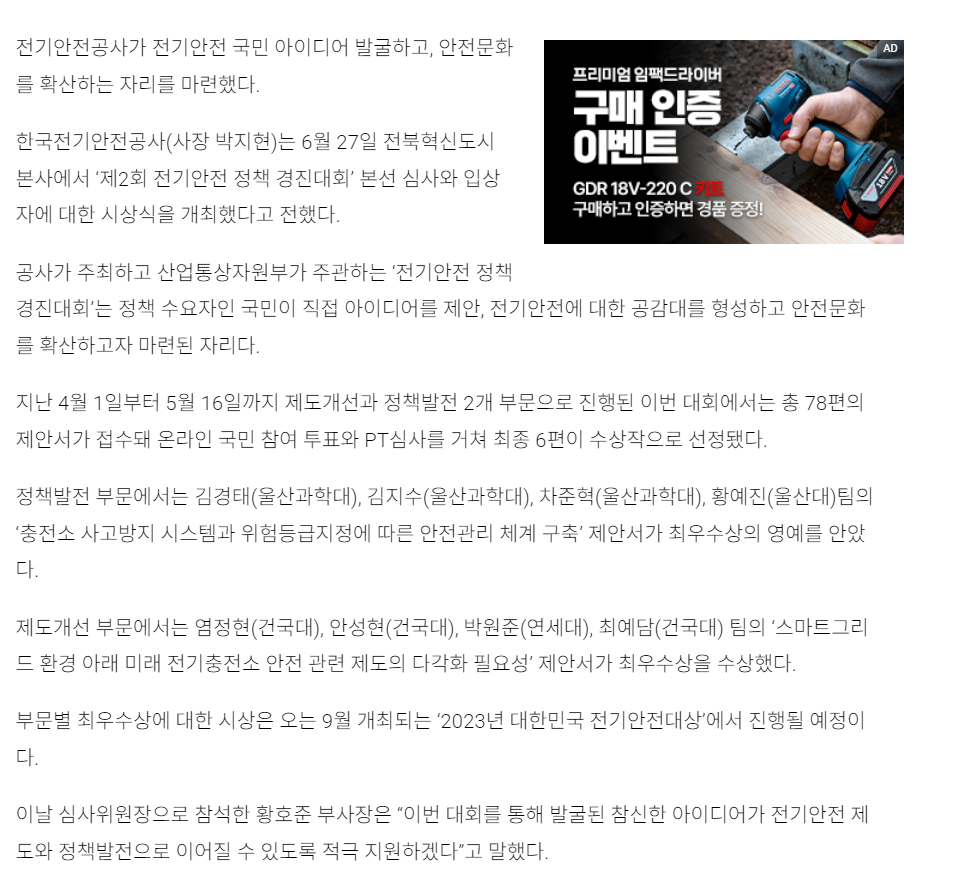 전기안전공사가 전기안전 국민 아이디어 발굴하고, 안전문화
를 확산하는 자리를 마련했다.
AD
프리미엄 임팩드라이버
구매 인증
이벤트
GDR 18V-220 C 키트
구매하고 인증하면 경품 증정!
18V
한국전기안전공사(사장 박지현)는 6월 27일 전북혁신도시
본사에서 ‘제2회 전기안전 정책 경진대회’ 본선 심사와 입상
자에 대한 시상식을 개최했다고 전했다.
공사가 주최하고 산업통상자원부가 주관하는 ‘전기안전 정책
경진대회’는 정책 수요자인 국민이 직접 아이디어를 제안, 전기안전에 대한 공감대를 형성하고 안전문화
를 확산하고자 마련된 자리다.
지난 4월 1일부터 5월 16일까지 제도개선과 정책발전 2개 부문으로 진행된 이번 대회에서는 총 78편의
제안서가 접수돼 온라인 국민 참여 투표와 PT심사를 거쳐 최종 6편이 수상작으로 선정됐다.
정책발전 부문에서는 김경태(울산과학대), 김지수(울산과학대), 차준혁(울산과학대), 황예진(울산대)팀의
‘충전소 사고방지 시스템과 위험등급지정에 따른 안전관리 체계 구축’ 제안서가 최우수상의 영예를 안았
다.
제도개선 부문에서는 염정현(건국대), 안성현(건국대), 박원준(연세대), 최예담(건국대) 팀의 ‘스마트그리
드 환경 아래 미래 전기충전소 안전 관련 제도의 다각화 필요성’ 제안서가 최우수상을 수상했다.
부문별 최우수상에 대한 시상은 오는 9월 개최되는 ‘2023년 대한민국 전기안전대상’에서 진행될 예정이
다.
이날 심사위원장으로 참석한 황호준 부사장은 “이번 대회를 통해 발굴된 참신한 아이디어가 전기안전 제
도와 정책발전으로 이어질 수 있도록 적극 지원하겠다”고 말했다.